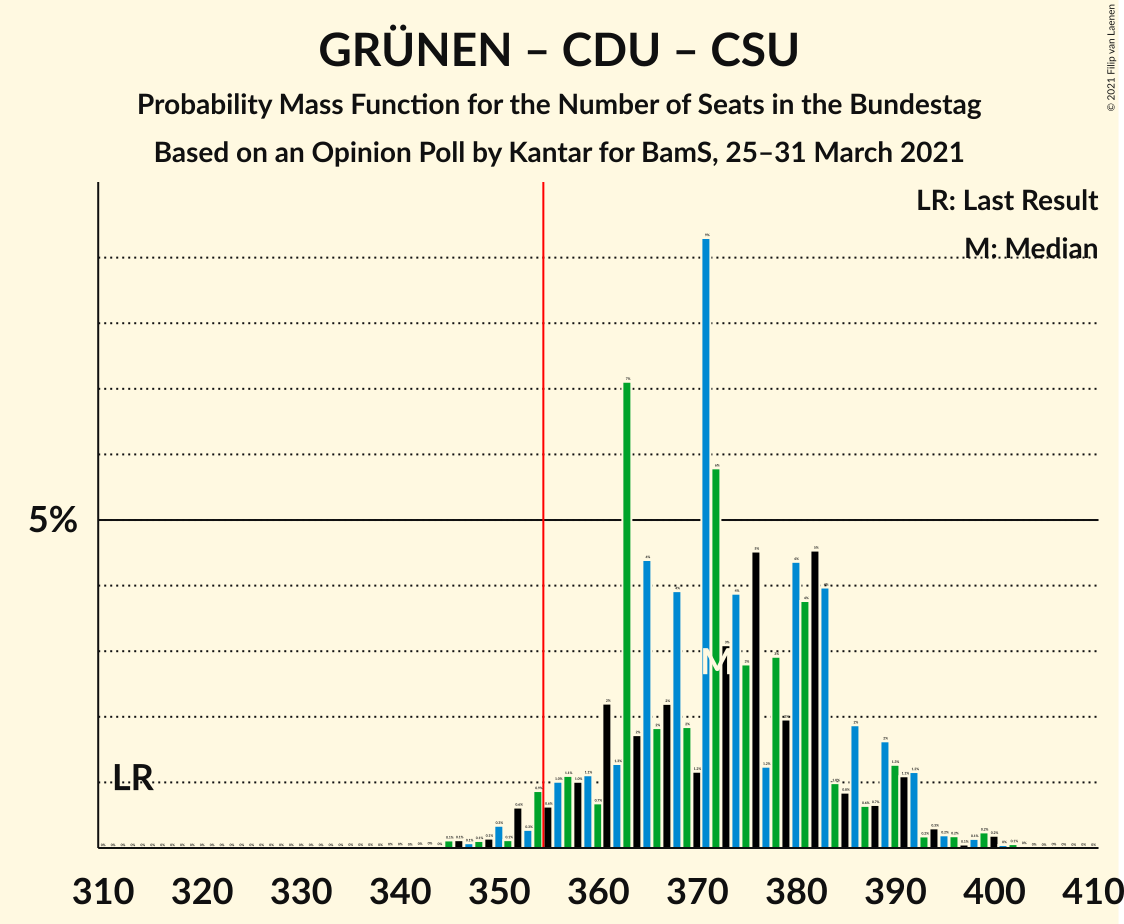 GRÜNEN – CDU – CSU
Probability Mass Function for the Number of Seats in the Bundestag
Based on an Opinion Poll by Kantar for BamS, 25–31 March 2021
© 2021 Filip van Laenen
LR: Last Result
M: Median
5%
M
LR
310 320 330 340 350 360 370 380 390 400 410